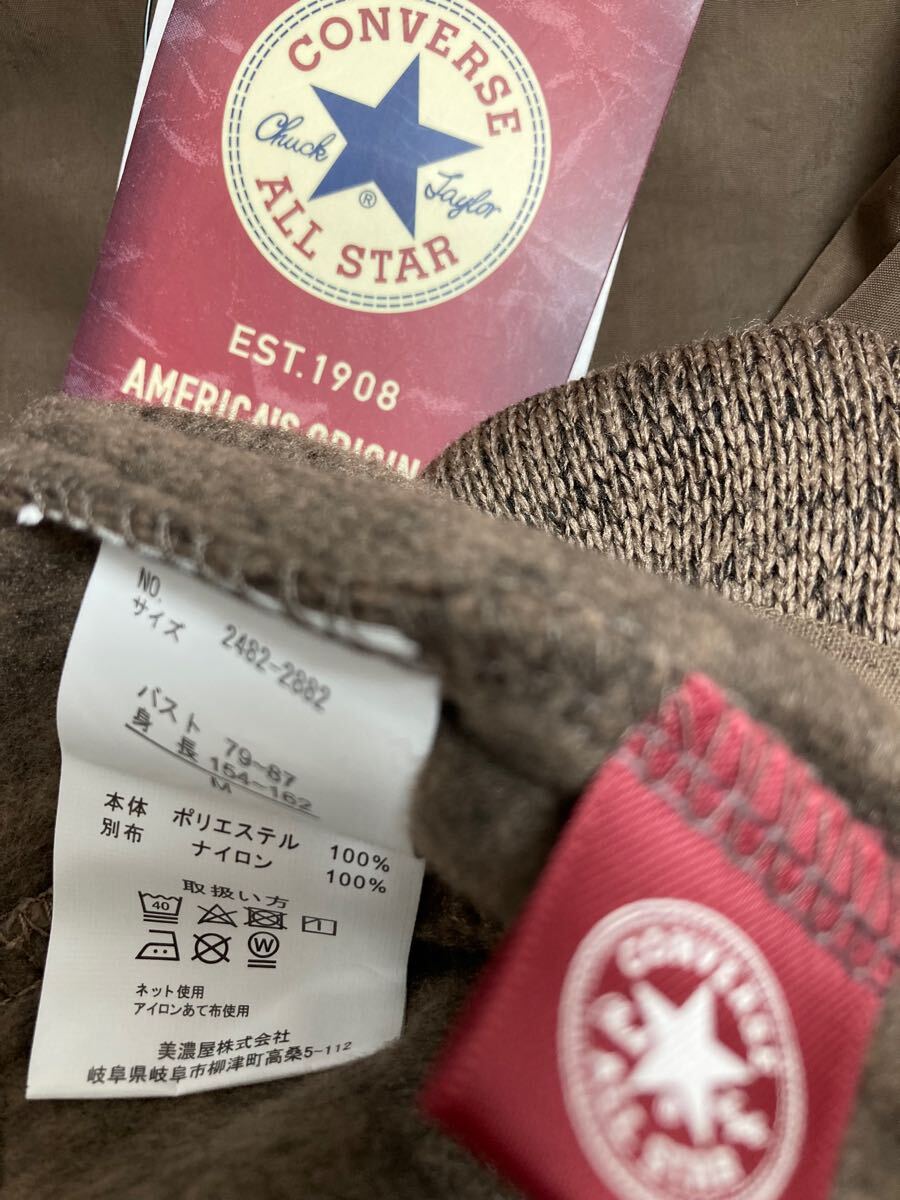 CONVERSE
Chuck Taylor
®
ALL STAR
EST.1908
AMERICA'S ORIGIN
NO. 2482-2882
サイズ
バスト 79~87
身長 154~162
M
本体 ポリエステル 100%
別布 ナイロン 100%
取扱い方
40
W
ネット使用
アイロンあて布使用
美濃屋株式会社
岐阜県岐阜市柳津町高桑5-112
CONVERSE
ALL STAR